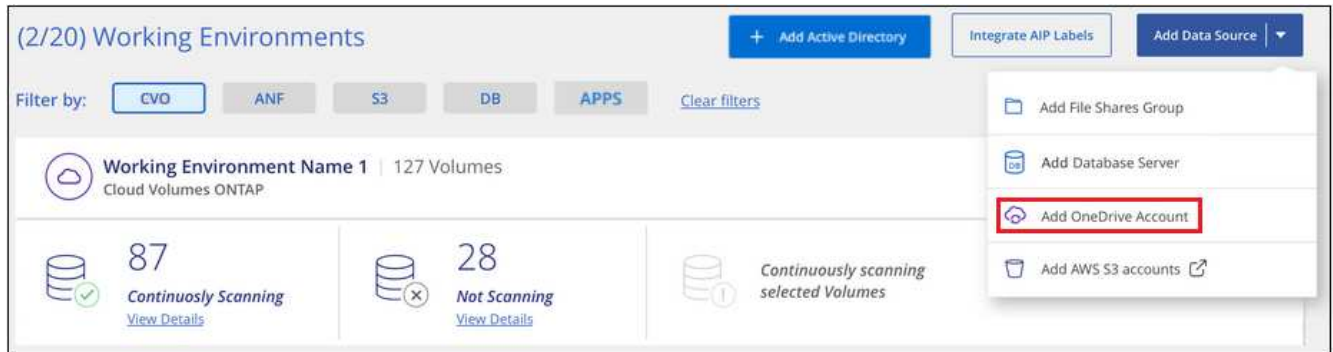 (2/20) Working Environments
+ Add Active Directory
Integrate AIP Labels
Add Data Source
Filter by:
CVO
ANF
S3
DB
APPS
Clear filters
Add File Shares Group
DB
Add Database Server
Add OneDrive Account
Add AWS S3 accounts
Working Environment Name 1 | 127 Volumes
Cloud Volumes ONTAP
87
Continuosly Scanning
View Details
28
Not Scanning
View Details
Continuously scanning
selected Volumes